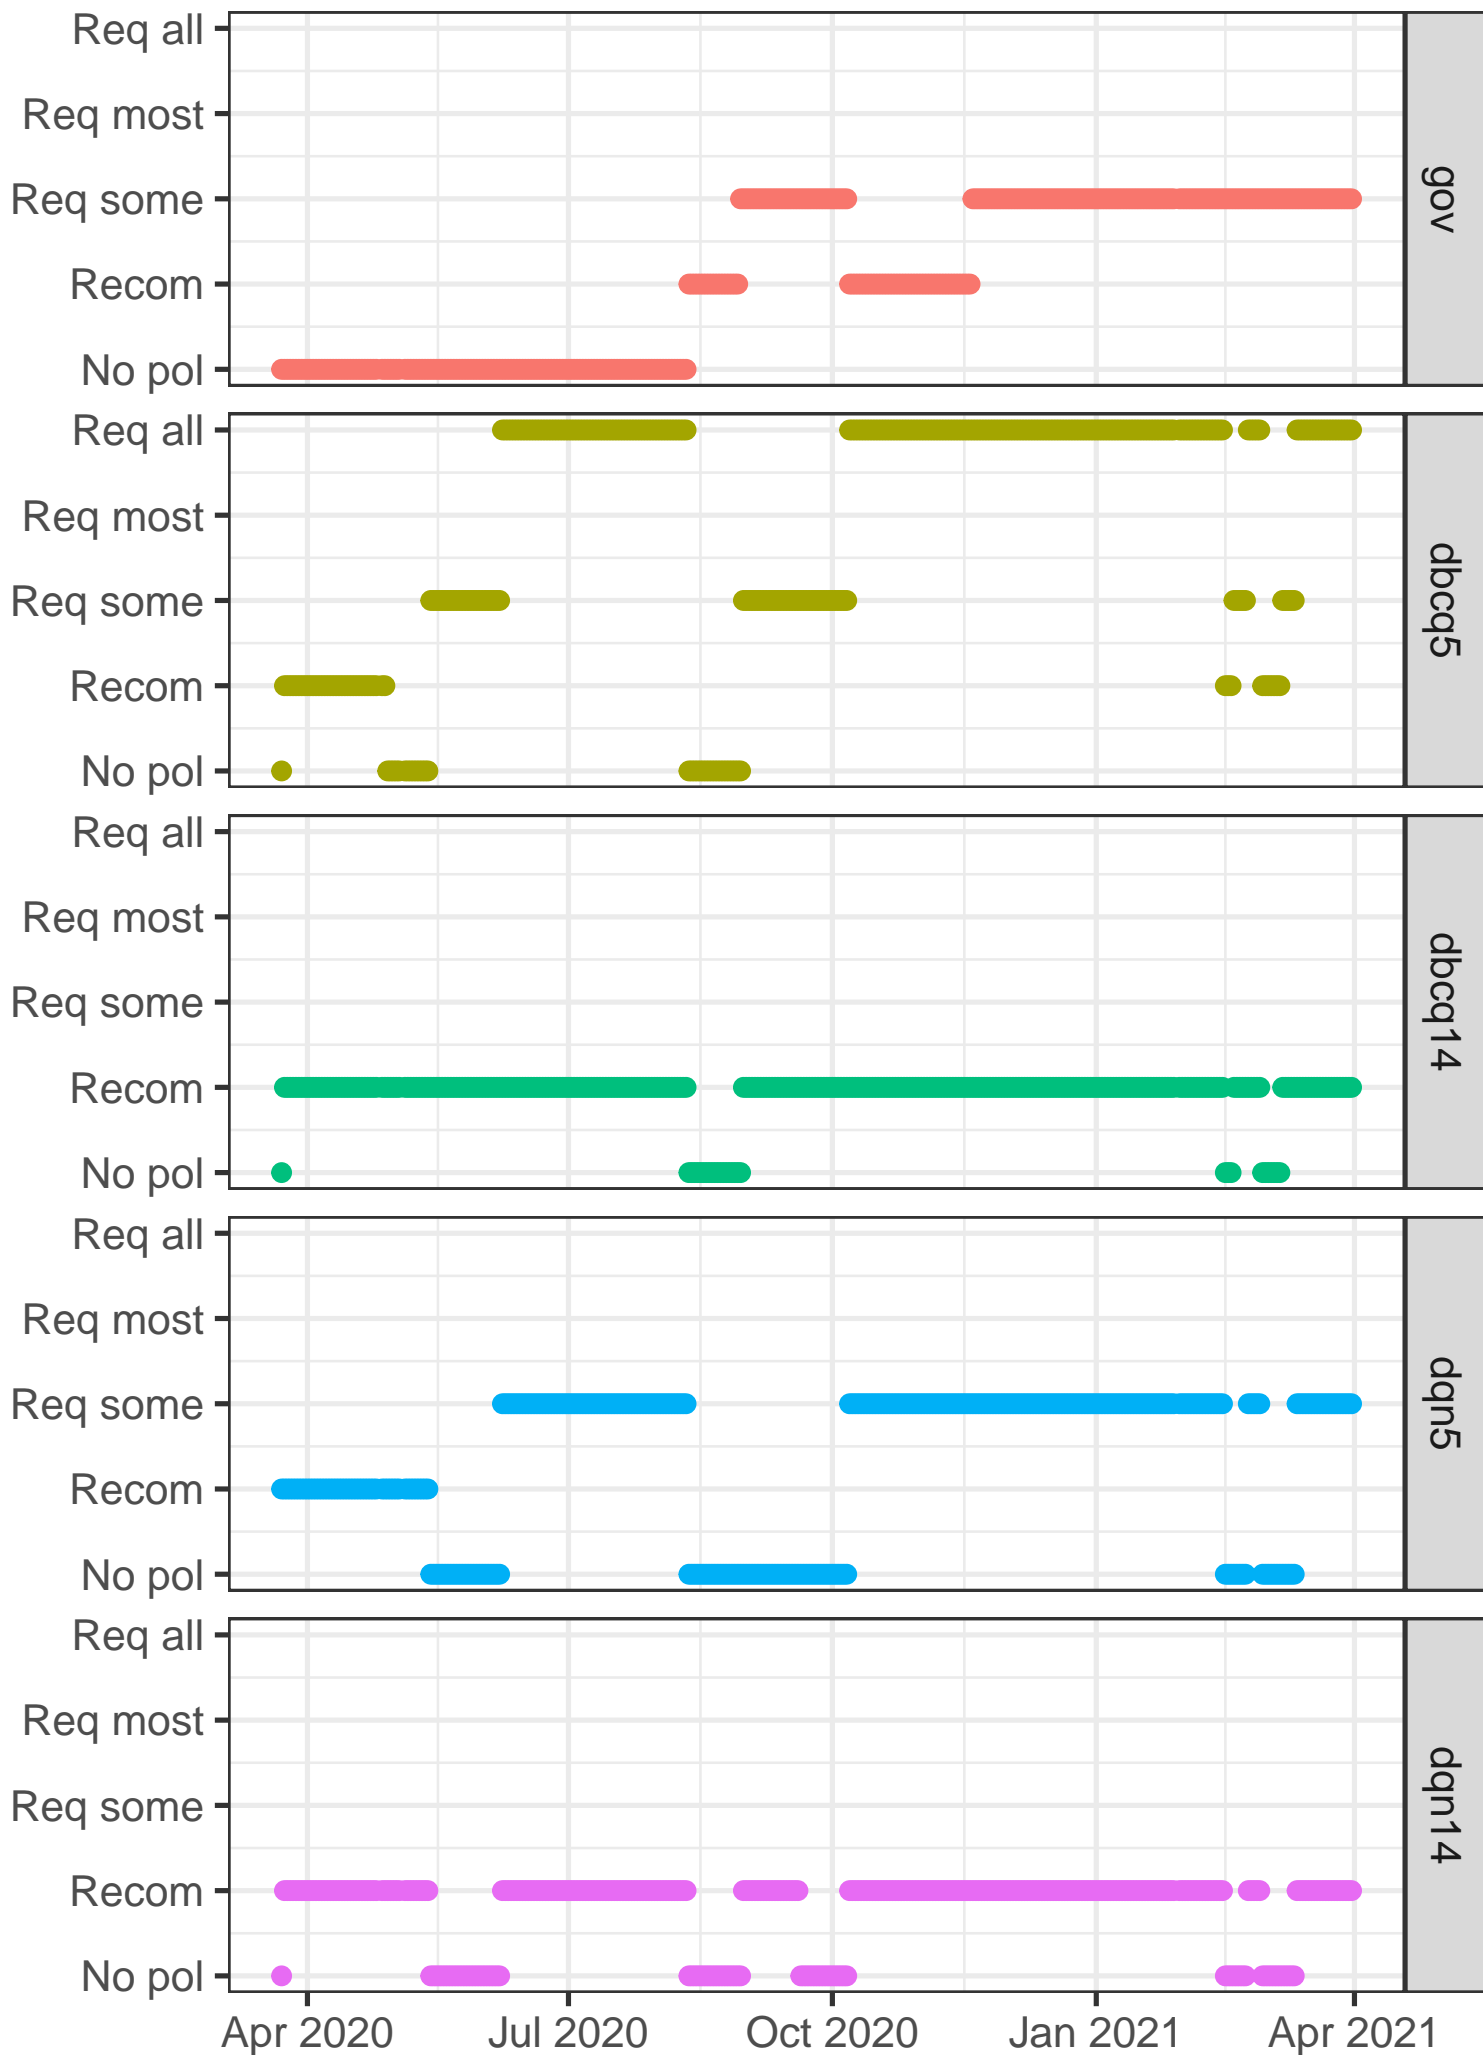 Req all
Req most
Req some
Recom
No pol
gov
Req all
Req most
Req some
Recom
No pol
dbcq5
Req all
Req most
Req some
Recom
No pol
dbcq14
Req all
Req most
Req some
Recom
No pol
dqn5
Req all
Req most
Req some
Recom
No pol
dqn14
Apr 2020 Jul 2020 Oct 2020 Jan 2021 Apr 2021